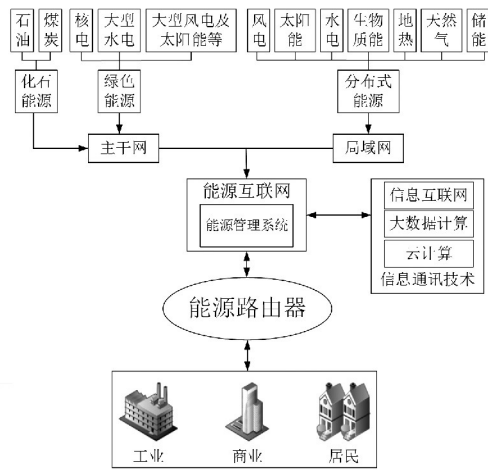 石油
煤炭
核电
大型
水电
大型风电及
太阳能等
风电
太阳
能
水电
生物
质能
地热
天然
气
储能
化石
能源
绿色
能源
分布式
能源
主干网
局域网
能源互联网
能源管理系统
信息互联网
大数据计算
云计算
信息通讯技术
能源路由器
工业
商业
居民